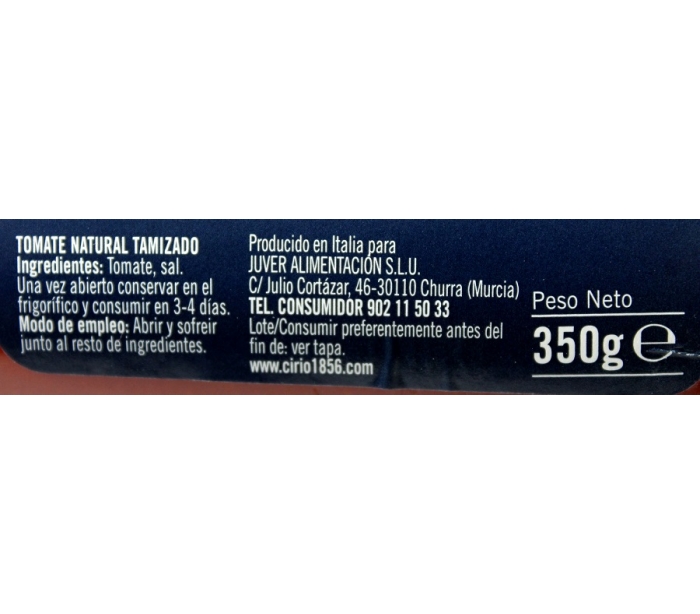 TOMATE NATURAL TAMIZADO
Ingredientes: Tomate, sal.
Una vez abierto conservar en el
frigorífico y consumir en 3-4 días.
Modo de empleo: Abrir y sofreir
junto al resto de ingredientes.
Producido en Italia para
JUVER ALIMENTACIÓN S.L.U.
C/ Julio Cortázar, 46-30110 Churra (Murcia)
TEL. CONSUMIDOR 902 11 50 33
Lote/Consumir preferentemente antes del
fin de: ver tapa.
www.cirio1856.com
Peso Neto
350g ℮